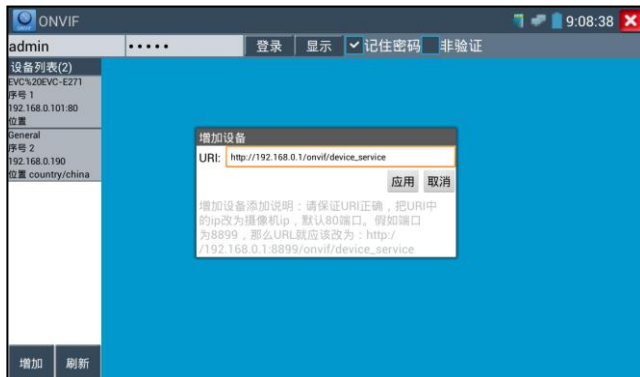 ONVIF
9:08:38
admin
•••••
登录
显示
记住密码
非验证
设备列表(2)
EVC%20EVC-E271
序号 1
192.168.0.101:80
位置
General
序号 2
192.168.0.190
位置 country/china
增加设备
URI: http://192.168.0.1/onvif/device_service
应用
取消
增加设备添加说明：请保证URI正确，把URI中
的ip改为摄像机ip，默认80端口。假如端口
为8899，那么URL就应该改为：http:/
/192.168.0.1:8899/onvif/device_service
增加
刷新